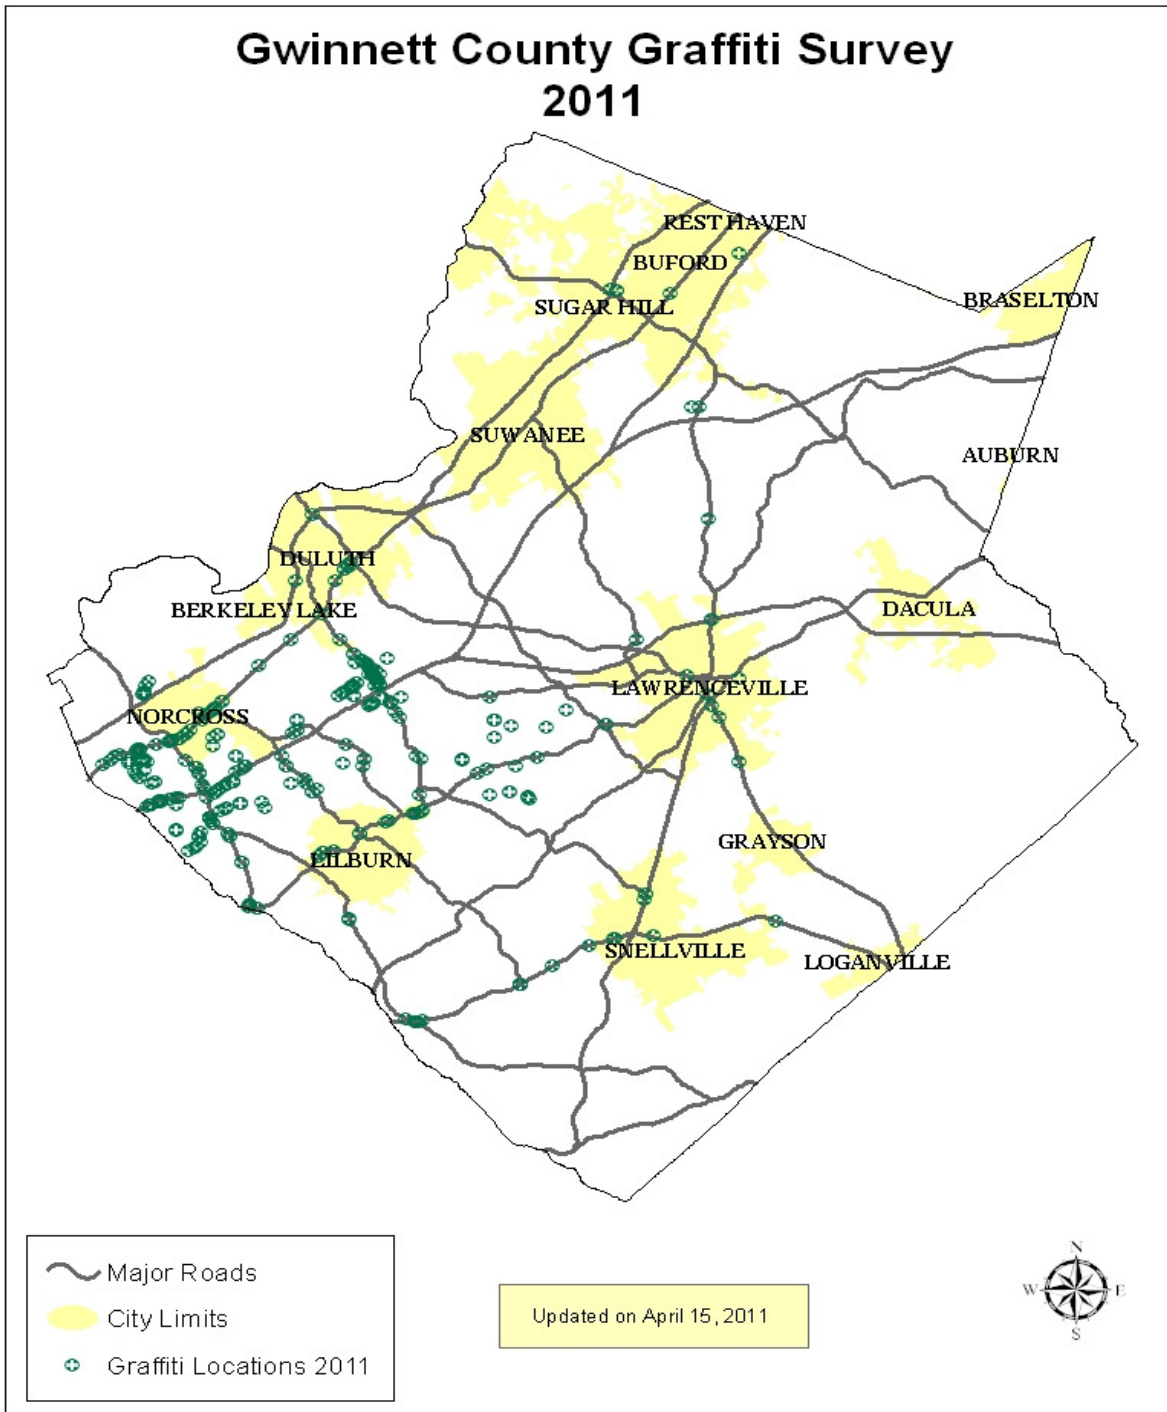 Gwinnett County Graffiti Survey
2011
REST HAVEN
BUFORD
SUGAR HILL
BRASELTON
SUWANEE
AUBURN
DULUTH
BERKELEY LAKE
DACULA
LAWRENCEVILLE
NORCROSS
GRAYSON
LILBURN
SNELLVILLE
LOGANVILLE
Major Roads
City Limits
Graffiti Locations 2011
Updated on April 15, 2011
N
W E
S